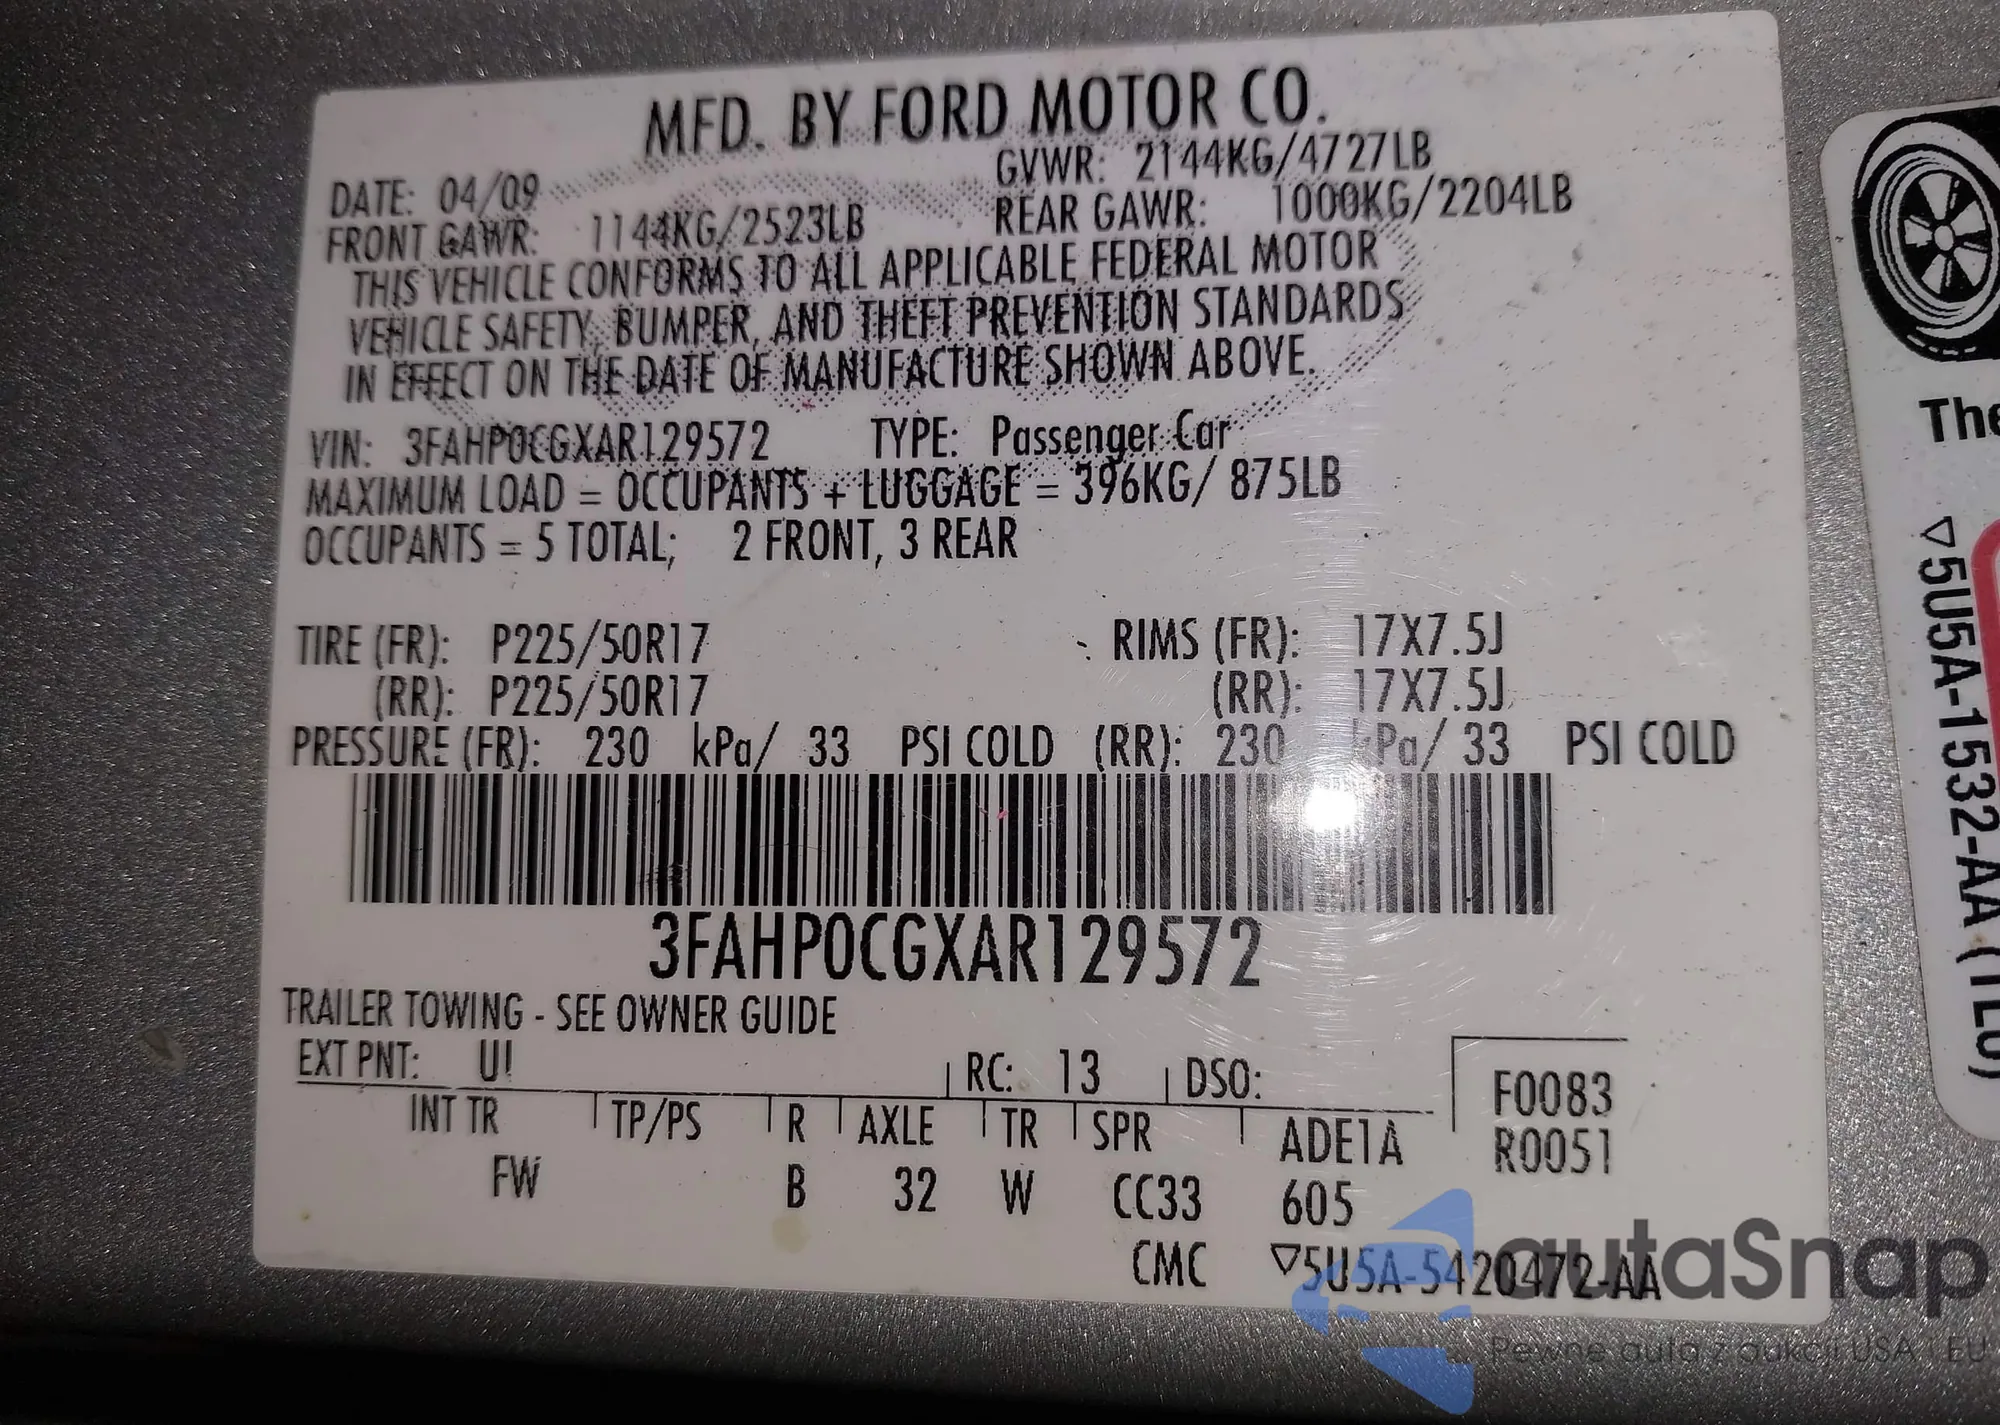 MFD. BY FORD MOTOR CO.
DATE: 04/09 GVWR: 2144KG/4727LB
FRONT GAWR: 1144KG/2523LB REAR GAWR: 1000KG/2204LB
THIS VEHICLE CONFORMS TO ALL APPLICABLE FEDERAL MOTOR
VEHICLE SAFETY, BUMPER, AND THEFT PREVENTION STANDARDS
IN EFFECT ON THE DATE OF MANUFACTURE SHOWN ABOVE.
VIN: 3FAHP0CGXAR129572 TYPE: Passenger Car
MAXIMUM LOAD = OCCUPANTS + LUGGAGE = 396KG/ 875LB
OCCUPANTS = 5 TOTAL; 2 FRONT, 3 REAR
TIRE (FR): P225/50R17 RIMS (FR): 17X7.5J
(RR): P225/50R17 (RR): 17X7.5J
PRESSURE (FR): 230 kPa/ 33 PSI COLD (RR): 230 kPa/ 33 PSI COLD
3FAHP0CGXAR129572
TRAILER TOWING - SEE OWNER GUIDE
EXT PNT: U! RC: 13 DSO:
F0083
R0051
INT TR TP/PS R AXLE TR SPR ADE1A
FW B 32 W CC33 605
CMC ▽5U5A-5420472-AA
The
▽5U5A-1532-AA (TLU)
autaSnap
Pewne auta z aukcji USA | EU